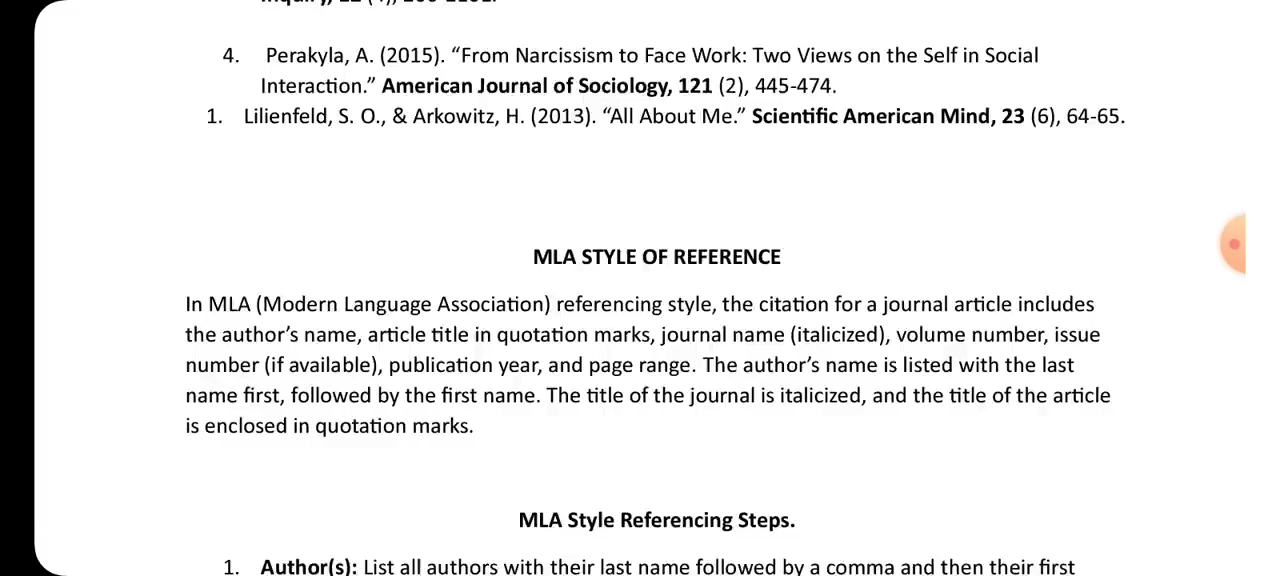 4. Perakyla, A. (2015). “From Narcissism to Face Work: Two Views on the Self in Social
Interaction.” American Journal of Sociology, 121 (2), 445-474.
1. Lilienfeld, S. O., & Arkowitz, H. (2013). “All About Me.” Scientific American Mind, 23 (6), 64-65.
MLA STYLE OF REFERENCE
In MLA (Modern Language Association) referencing style, the citation for a journal article includes
the author’s name, article title in quotation marks, journal name (italicized), volume number, issue
number (if available), publication year, and page range. The author’s name is listed with the last
name first, followed by the first name. The title of the journal is italicized, and the title of the article
is enclosed in quotation marks.
MLA Style Referencing Steps.
1. Author(s): List all authors with their last name followed by a comma and then their first